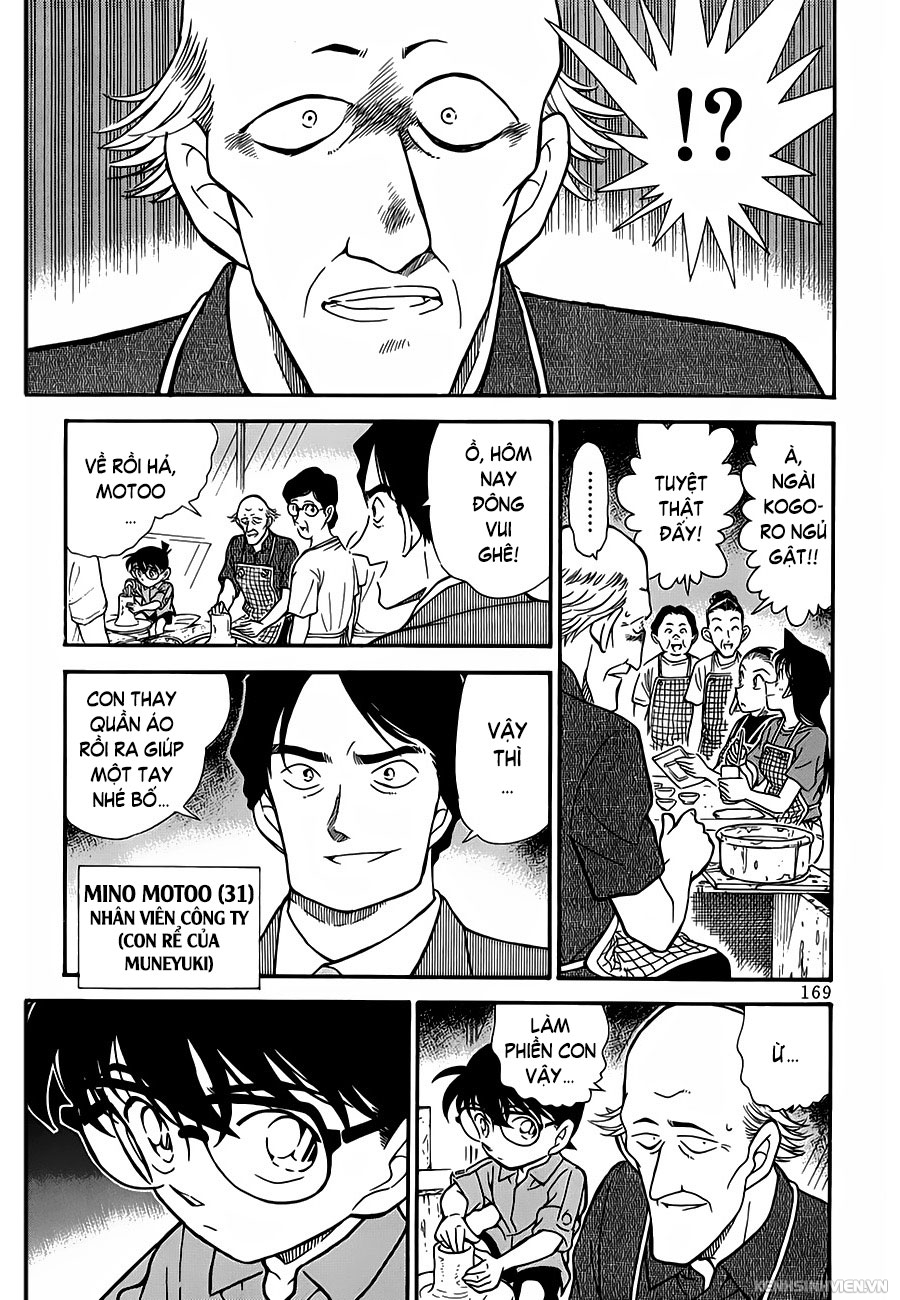 !?
À,
NGÀI
KOGO-
RO NGỦ
GẬT!!
TUYỆT
THẬT
ĐẤY!
.........
Ồ, HÔM
NAY
ĐÔNG
VUI
GHÊ!
VỀ RỒI HẢ,
MOTOO
...
VẬY
THÌ
...
CON THAY
QUẦN ÁO
RỒI RA GIÚP
MỘT TAY
NHÉ BỐ...
MINO MOTOO (31)
NHÂN VIÊN CÔNG TY
(CON RỂ CỦA
MUNEYUKI)
169
Ừ...
LÀM
PHIỀN CON
VẬY...
KENHSINHVIEN.VN